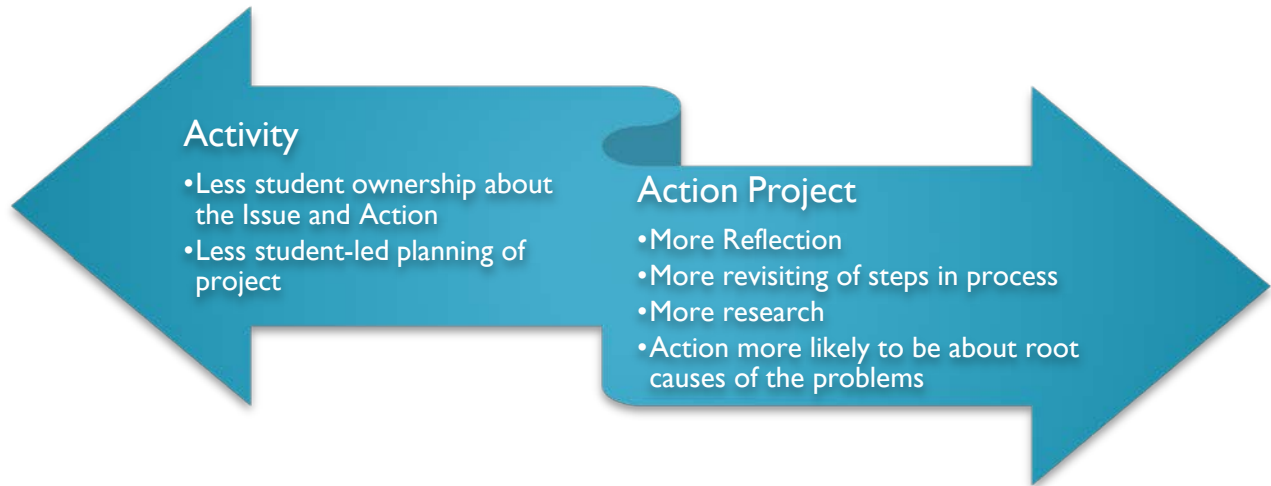 Activity
•Less student ownership about
the Issue and Action
•Less student-led planning of
project
Action Project
•More Reflection
•More revisiting of steps in process
•More research
•Action more likely to be about root
causes of the problems